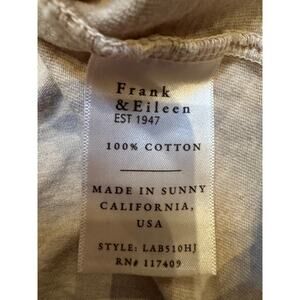 Frank
& Eileen
EST 1947
100% COTTON
MADE IN SUNNY
CALIFORNIA,
USA
STYLE: LAB510HJ
RN# 117409